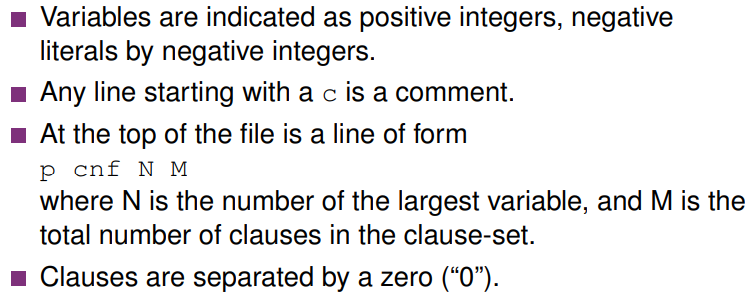 Variables are indicated as positive integers, negative
literals by negative integers.
Any line starting with a c is a comment.
At the top of the file is a line of form
p cnf N M
where N is the number of the largest variable, and M is the
total number of clauses in the clause-set.
Clauses are separated by a zero (“0”).